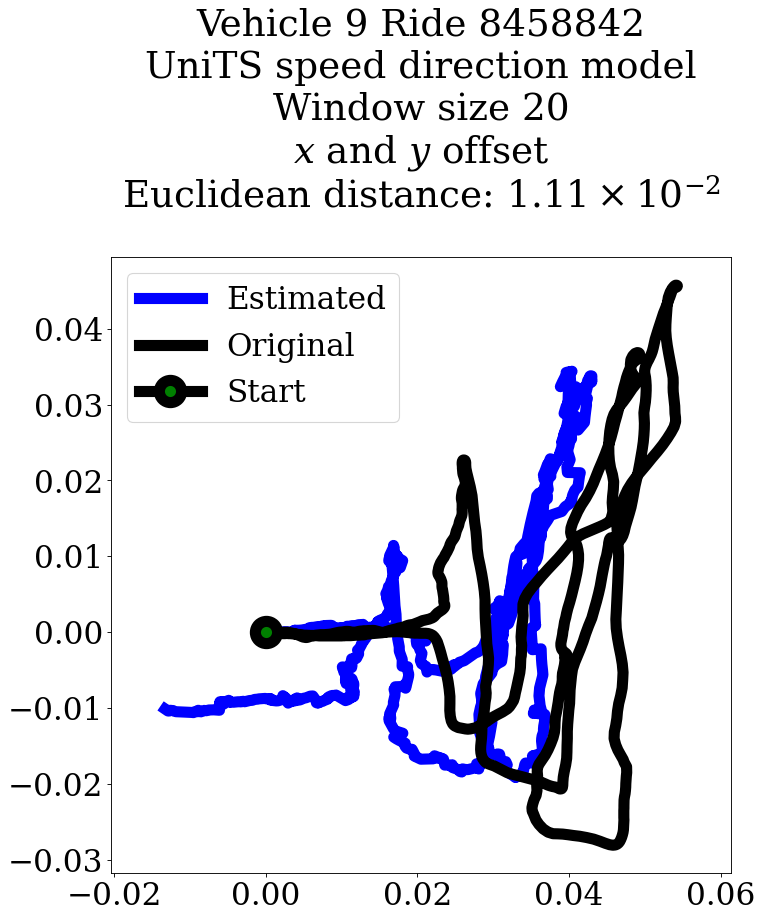 Vehicle 9 Ride 8458842
UniTS speed direction model
Window size 20
x and y offset
Euclidean distance: 1.11 × 10⁻²
Estimated
Original
Start
0.04
0.03
0.02
0.01
0.00
−0.01
−0.02
−0.03
−0.02 0.00 0.02 0.04 0.06